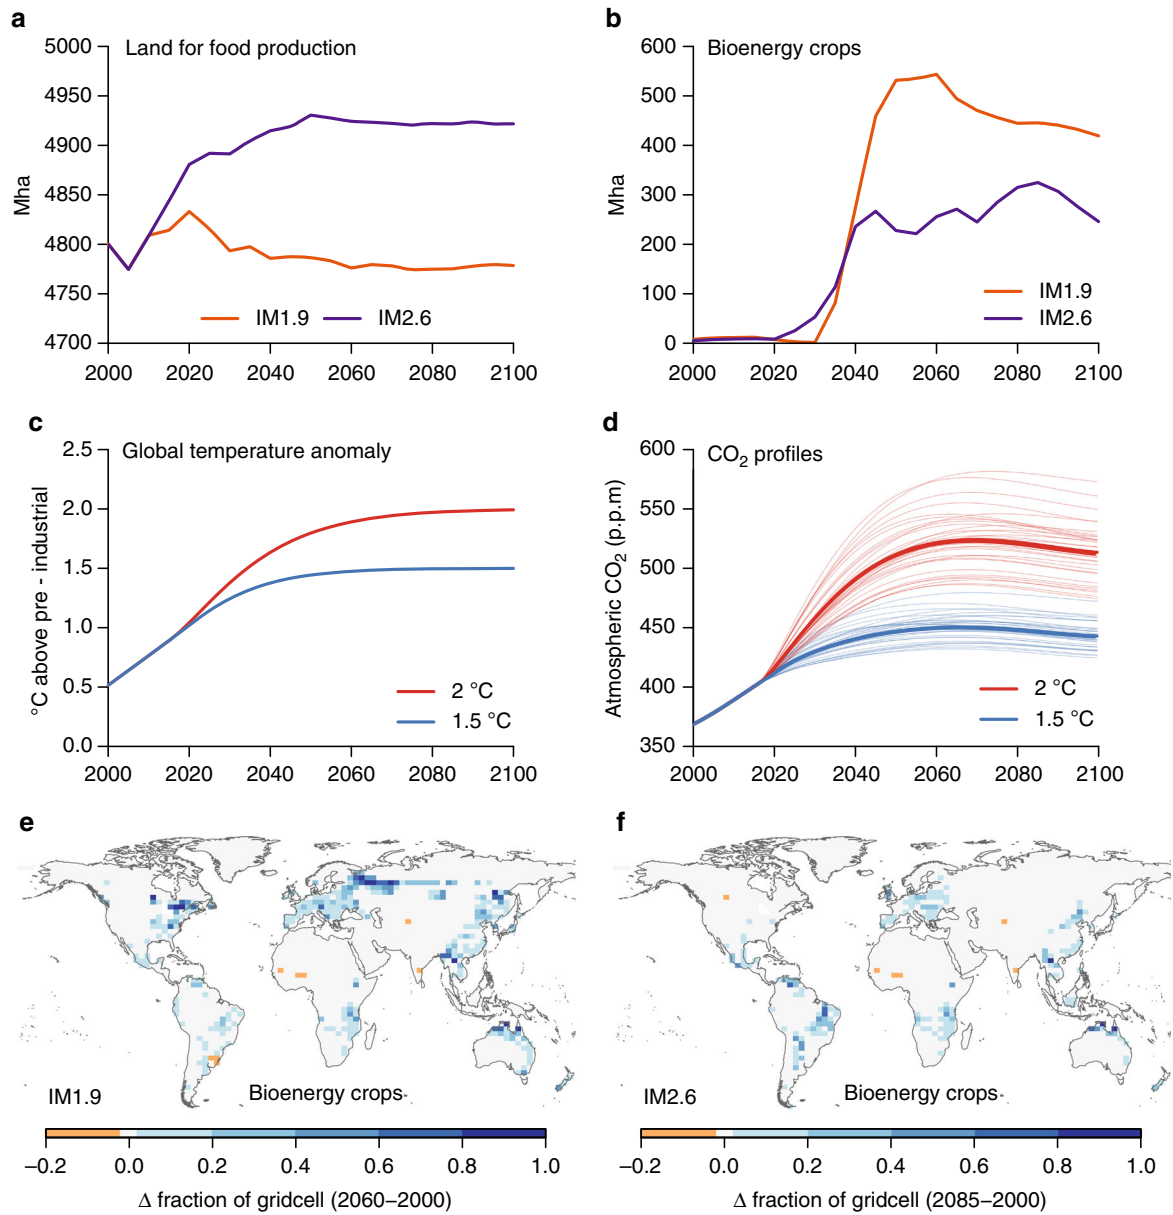 a
Land for food production
5000
4950
4900
4850
4800
4750
4700
Mha
IM1.9
IM2.6
2000 2020 2040 2060 2080 2100
b
Bioenergy crops
600
500
400
300
200
100
0
Mha
IM1.9
IM2.6
2000 2020 2040 2060 2080 2100
c
Global temperature anomaly
2.5
2.0
1.5
1.0
0.5
0.0
°C above pre - industrial
2 °C
1.5 °C
2000 2020 2040 2060 2080 2100
d
CO2 profiles
600
550
500
450
400
350
Atmospheric CO2 (p.p.m)
2 °C
1.5 °C
2000 2020 2040 2060 2080 2100
e
IM1.9
Bioenergy crops
−0.2 0.0 0.2 0.4 0.6 0.8 1.0
Δ fraction of gridcell (2060−2000)
f
IM2.6
Bioenergy crops
−0.2 0.0 0.2 0.4 0.6 0.8 1.0
Δ fraction of gridcell (2085−2000)